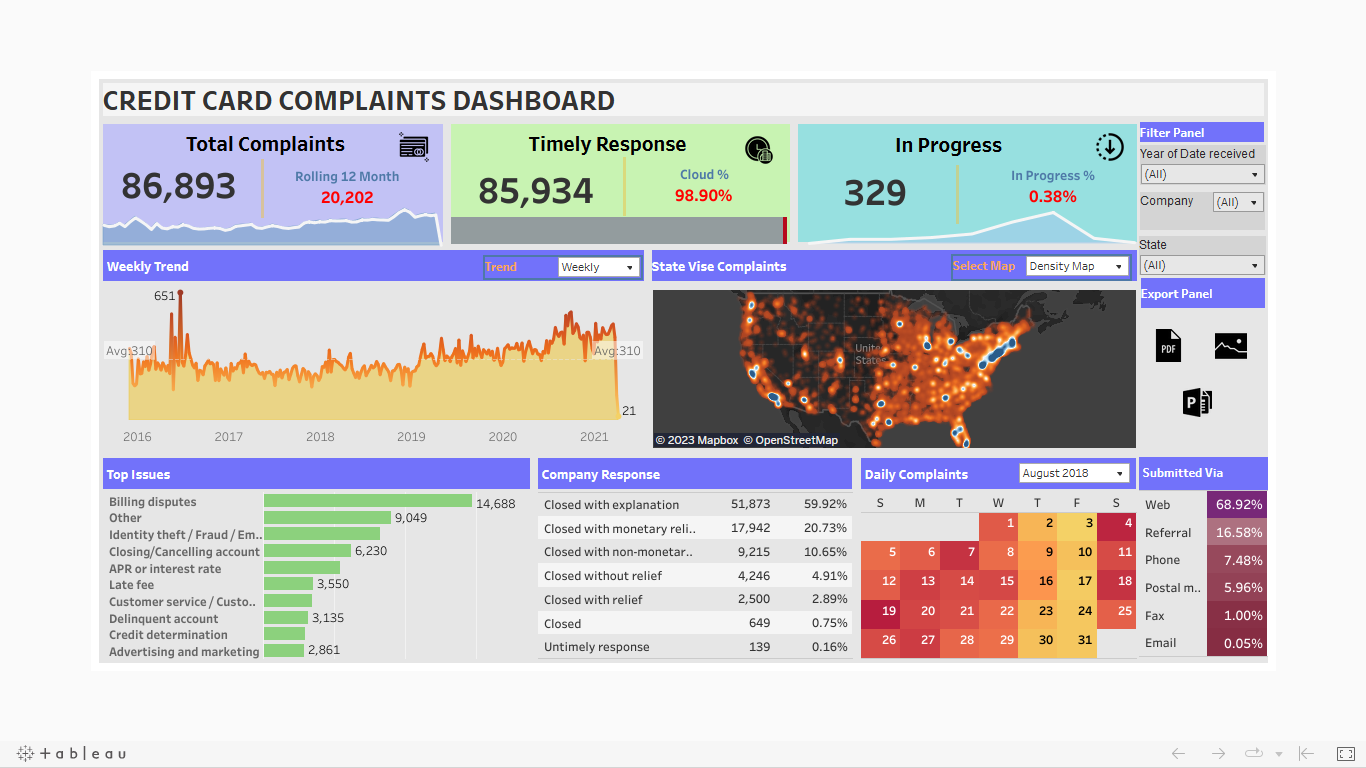 CREDIT CARD COMPLAINTS DASHBOARD
Total Complaints
86,893
Rolling 12 Month
20,202
Timely Response
85,934
Cloud %
98.90%
In Progress
329
In Progress %
0.38%
Filter Panel
Year of Date received
(All)
Company (All)
State
(All)
Export Panel
PDF
P
Weekly Trend
Trend Weekly
651
Avg:310
Avg:310
21
2016 2017 2018 2019 2020 2021
State Vise Complaints
Select Map Density Map
United
States
© 2023 Mapbox © OpenStreetMap
Top Issues
Billing disputes 14,688
Other 9,049
Identity theft / Fraud / Em..
Closing/Cancelling account 6,230
APR or interest rate
Late fee 3,550
Customer service / Custo..
Delinquent account 3,135
Credit determination
Advertising and marketing 2,861
Company Response
Closed with explanation 51,873 59.92%
Closed with monetary reli.. 17,942 20.73%
Closed with non-monetar.. 9,215 10.65%
Closed without relief 4,246 4.91%
Closed with relief 2,500 2.89%
Closed 649 0.75%
Untimely response 139 0.16%
Daily Complaints August 2018
S M T W T F S
1 2 3 4
5 6 7 8 9 10 11
12 13 14 15 16 17 18
19 20 21 22 23 24 25
26 27 28 29 30 31
Submitted Via
Web 68.92%
Referral 16.58%
Phone 7.48%
Postal m.. 5.96%
Fax 1.00%
Email 0.05%
+ableau